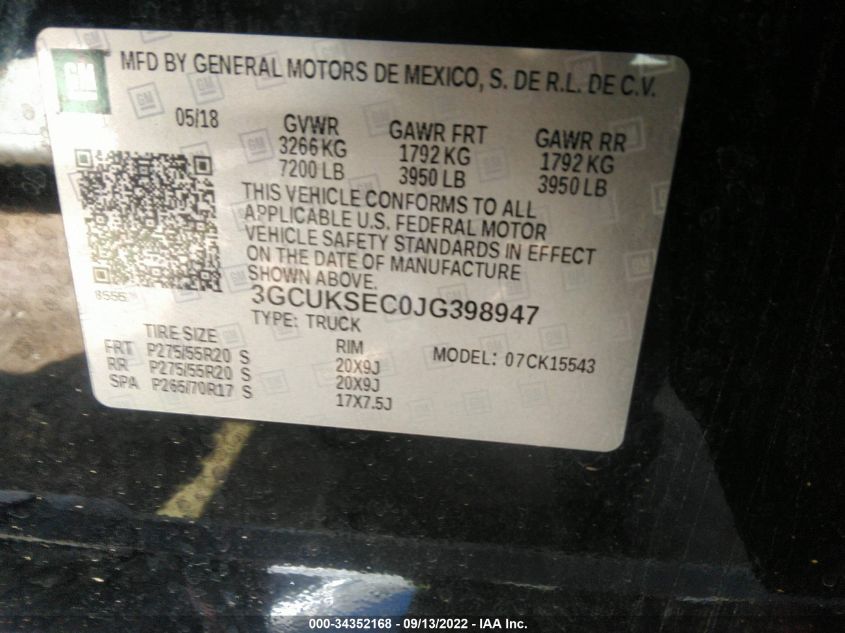 GM
MFD BY GENERAL MOTORS DE MEXICO, S. DE R.L. DE C.V.
05/18 GVWR GAWR FRT GAWR RR
3266 KG 1792 KG 1792 KG
7200 LB 3950 LB 3950 LB
THIS VEHICLE CONFORMS TO ALL
APPLICABLE U.S. FEDERAL MOTOR
VEHICLE SAFETY STANDARDS IN EFFECT
ON THE DATE OF MANUFACTURE
SHOWN ABOVE.
3GCUKSEC0JG398947
TYPE: TRUCK
TIRE SIZE RIM MODEL: 07CK15543
FRT P275/55R20 S 20X9J
RR P275/55R20 S 20X9J
SPA P265/70R17 S 17X7.5J
000-34352168 - 09/13/2022 - IAA Inc.